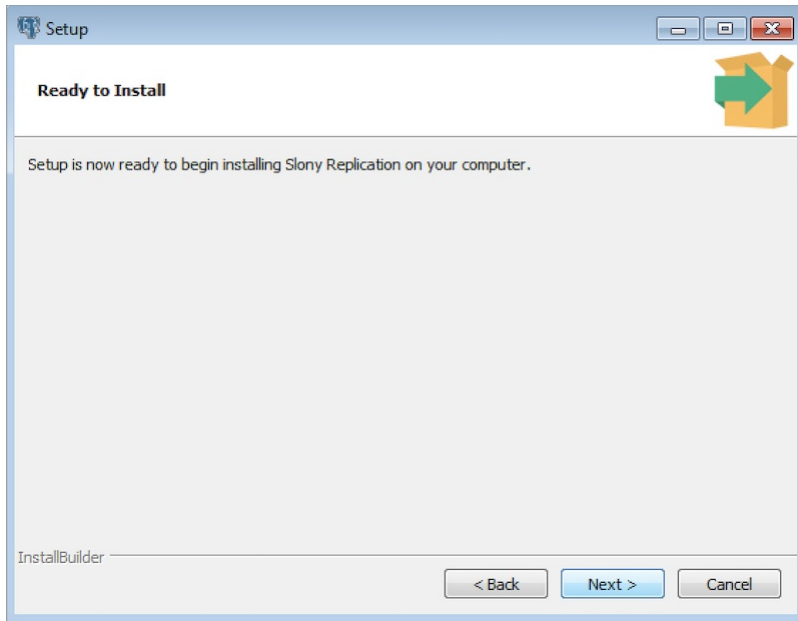 Setup
Ready to Install
Setup is now ready to begin installing Slony Replication on your computer.
InstallBuilder
< Back Next > Cancel